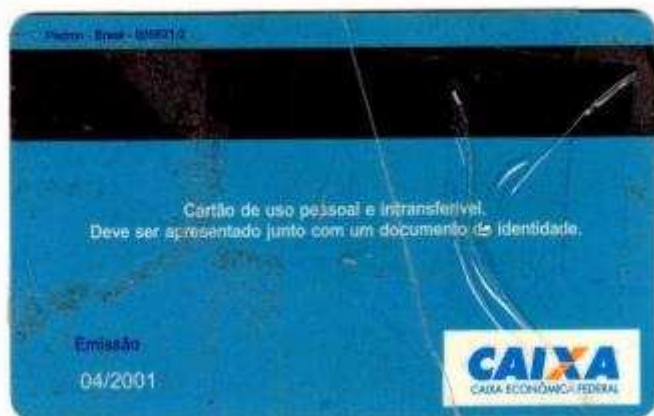 - Brasil -
Cartão de uso pessoal e intransferível.
Deve ser apresentado junto com um documento de identidade.
Emissão
04/2001
CAIXA
CAIXA ECONÔMICA FEDERAL